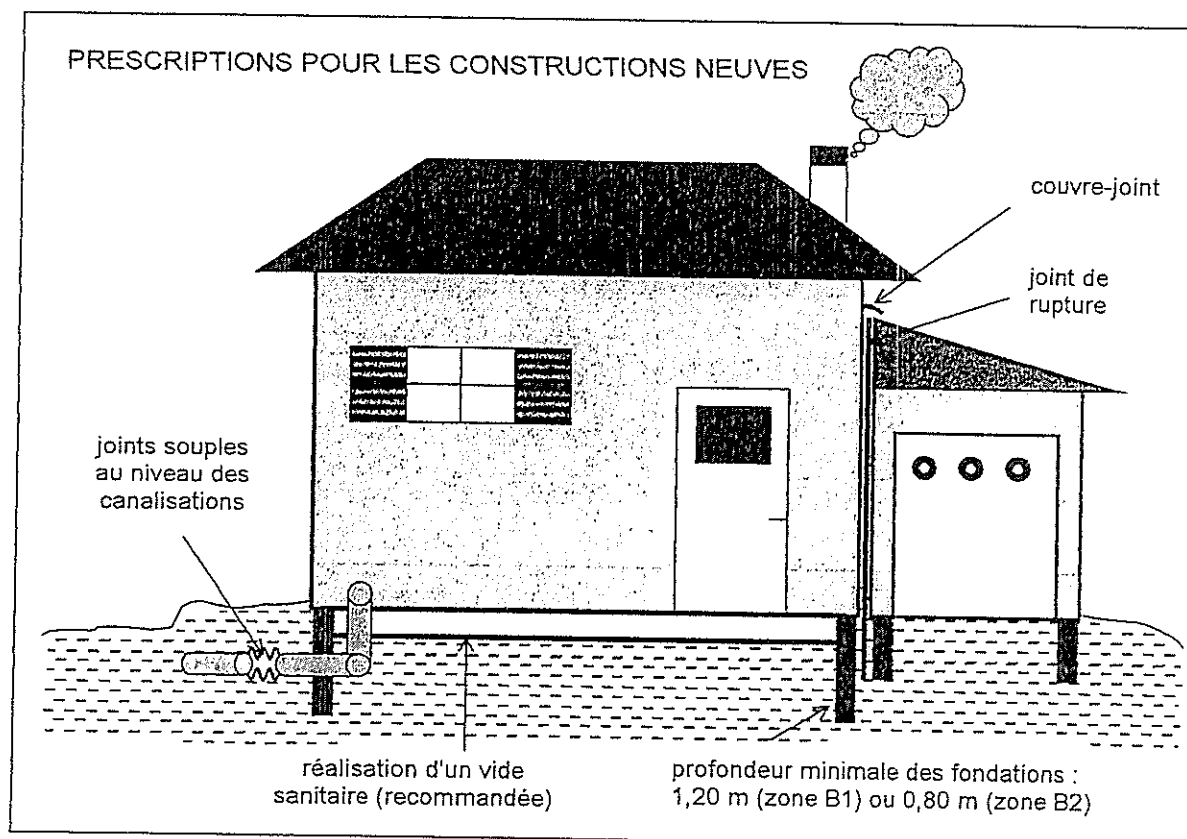 PRESCRIPTIONS POUR LES CONSTRUCTIONS NEUVES
couvre-joint
joint de
rupture
joints souples
au niveau des
canalisations
réalisation d'un vide
sanitaire (recommandée)
profondeur minimale des fondations :
1,20 m (zone B1) ou 0,80 m (zone B2)